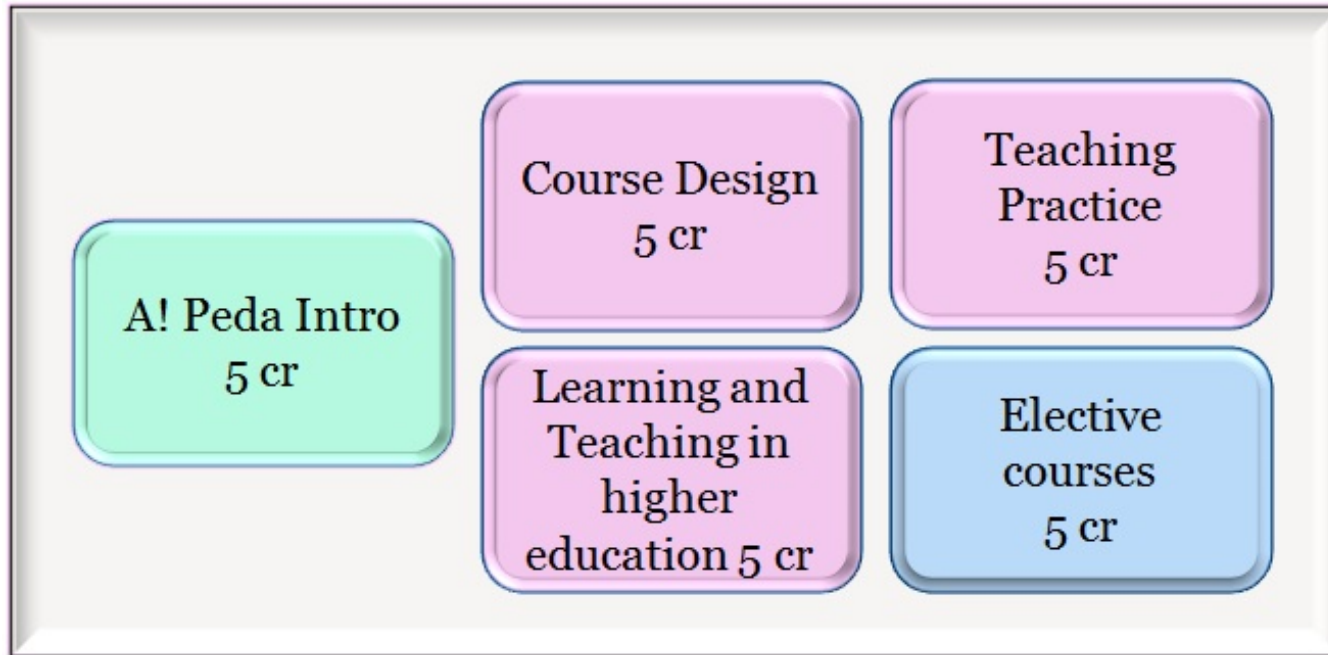 A! Peda Intro
5 cr
Course Design
5 cr
Learning and
Teaching in
higher
education 5 cr
Teaching
Practice
5 cr
Elective
courses
5 cr